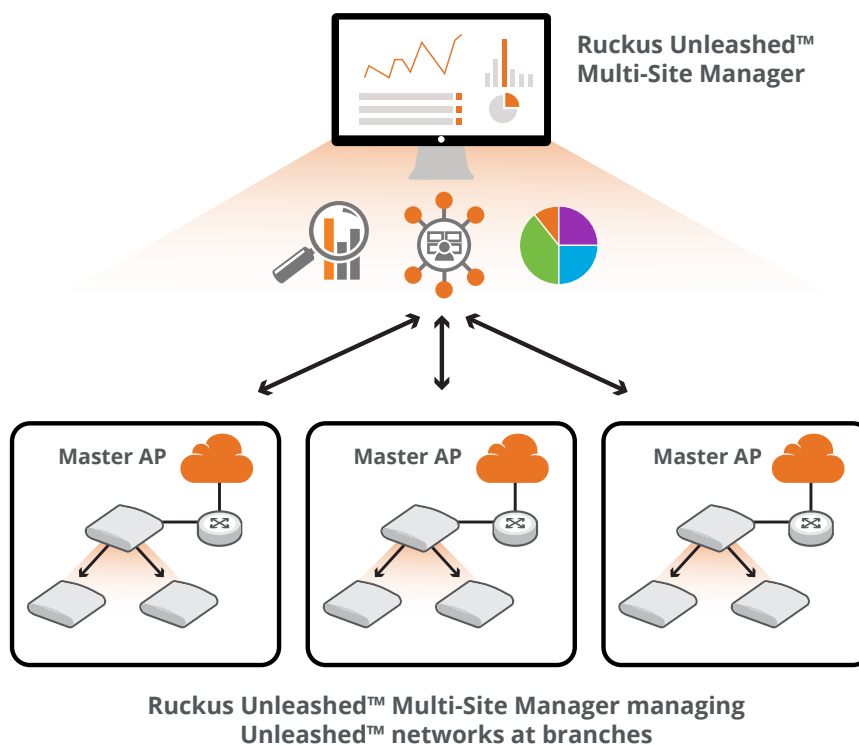 Ruckus Unleashed™
Multi-Site Manager
Master AP
Master AP
Master AP
Ruckus Unleashed™ Multi-Site Manager managing
Unleashed™ networks at branches